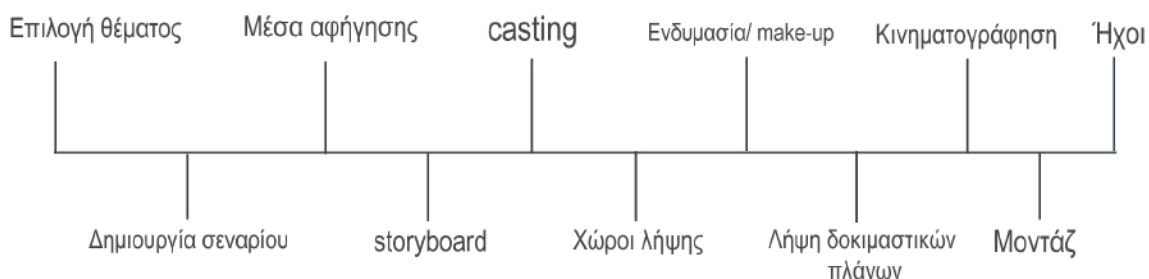 Επιλογή θέματος
Μέσα αφήγησης
casting
Ενδυμασία/ make-up
Κινηματογράφηση
Ήχοι
Δημιουργία σεναρίου
storyboard
Χώροι λήψης
Λήψη δοκιμαστικών
πλάνων
Μοντάζ